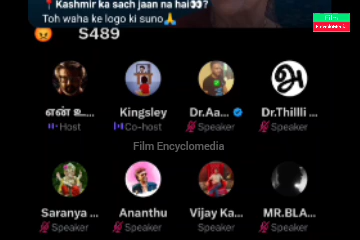 Kashmir ka sach jaan na hai👀?
Toh waha ke logo ki suno🙏
S489
என் உ...
Kingsley
Dr.Aa...
Dr.Thillli ...
Host
Co-host
Speaker
Speaker
Film Encyclomedia
Saranya ...
Ananthu
Vijay Ka...
MR.BLA...
Speaker
Speaker
Speaker
Speaker